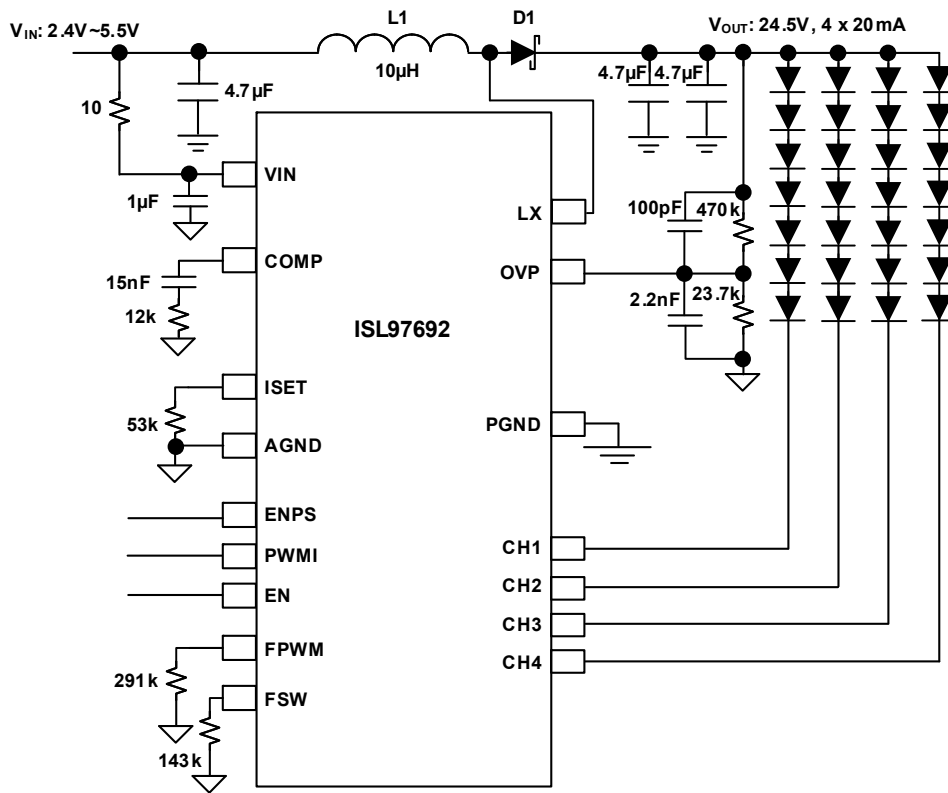 L1
D1
VIN: 2.4V~5.5V
VOUT: 24.5V, 4 x 20mA
10µH
4.7µF
4.7µF 4.7µF
10
VIN
1µF
LX
100pF
470k
COMP
OVP
15nF
2.2nF
23.7k
12k
ISL97692
ISET
53k
PGND
AGND
ENPS
PWMI
CH1
EN
CH2
CH3
FPWM
CH4
291k
FSW
143k